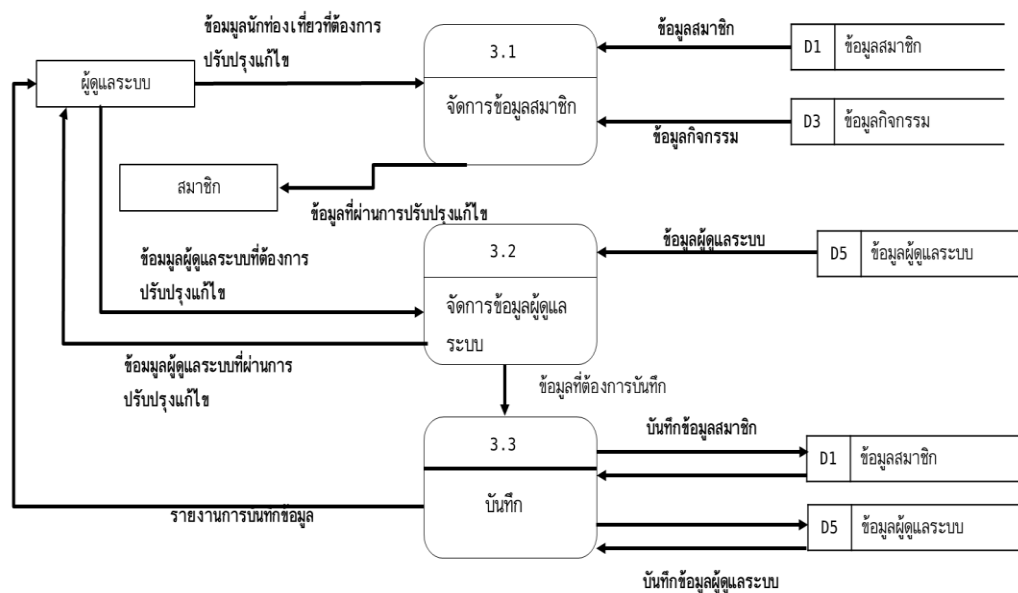 ข้อมมูลนักท่องเที่ยวที่ต้องการ
ปรับปรุงแก้ไข
ข้อมูลสมาชิก
3.1
D1
ข้อมูลสมาชิก
ผู้ดูแลระบบ
จัดการข้อมูลสมาชิก
D3
ข้อมูลกิจกรรม
ข้อมูลกิจกรรม
สมาชิก
ข้อมูลที่ผ่านการปรับปรุงแก้ไข
ข้อมูลผู้ดูแลระบบ
3.2
D5
ข้อมูลผู้ดูแลระบบ
ข้อมมูลผู้ดูแลระบบที่ต้องการ
ปรับปรุงแก้ไข
จัดการข้อมูลผู้ดูแล
ระบบ
ข้อมมูลผู้ดูแลระบบที่ผ่านการ
ปรับปรุงแก้ไข
ข้อมูลที่ต้องการบันทึก
บันทึกข้อมูลสมาชิก
3.3
D1
ข้อมูลสมาชิก
บันทึก
รายงานการบันทึกข้อมูล
D5
ข้อมูลผู้ดูแลระบบ
บันทึกข้อมูลผู้ดูแลระบบ